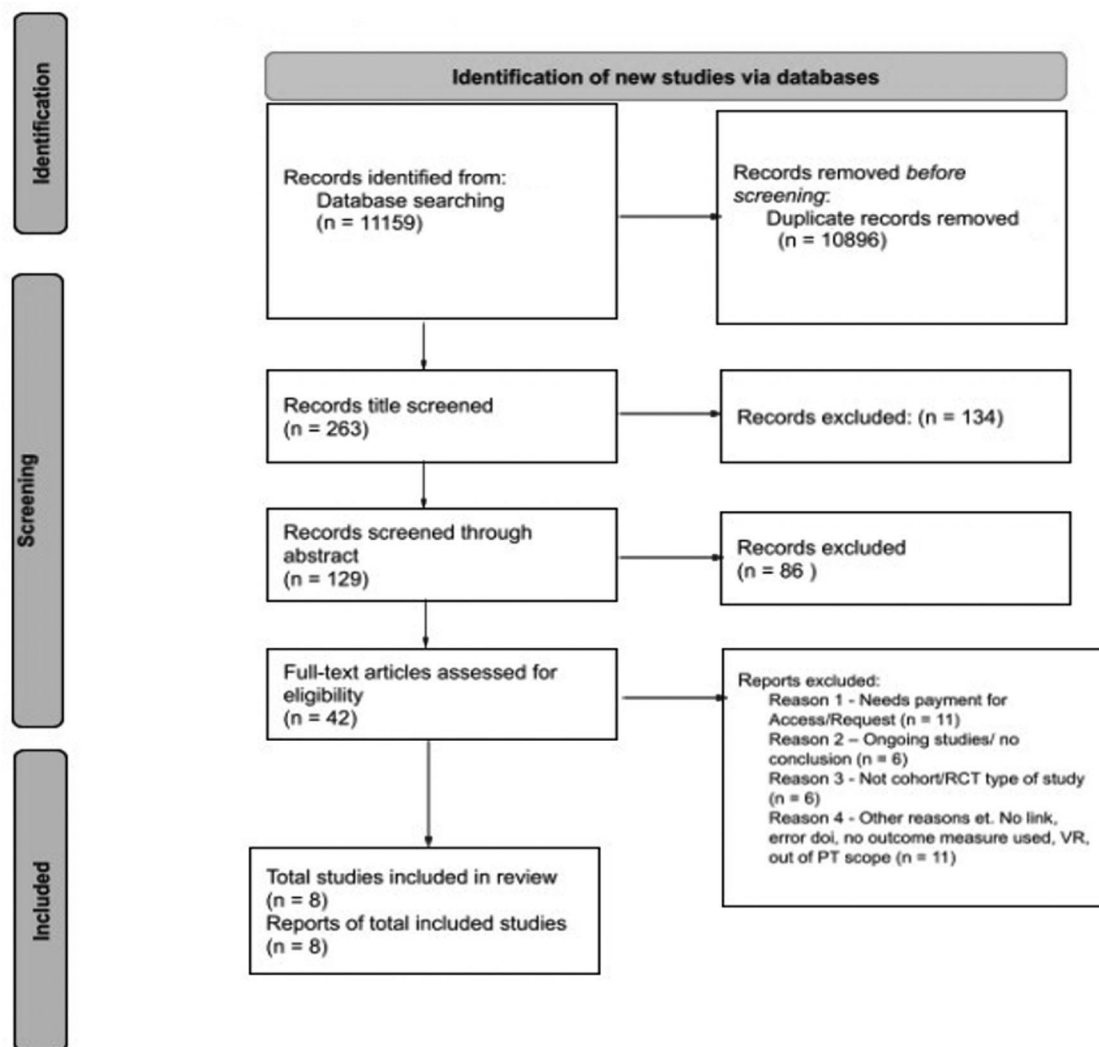 Identification
Identification of new studies via databases
Records identified from:
Database searching
(n = 11159)
Records removed before
screening:
Duplicate records removed
(n = 10896)
Screening
Records title screened
(n = 263)
Records excluded: (n = 134)
Records screened through
abstract
(n = 129)
Records excluded
(n = 86 )
Full-text articles assessed for
eligibility
(n = 42)
Reports excluded:
Reason 1 - Needs payment for
Access/Request (n = 11)
Reason 2 – Ongoing studies/ no
conclusion (n = 6)
Reason 3 - Not cohort/RCT type of study
(n = 6)
Reason 4 - Other reasons et. No link,
error doi, no outcome measure used, VR,
out of PT scope (n = 11)
Included
Total studies included in review
(n = 8)
Reports of total included studies
(n = 8)